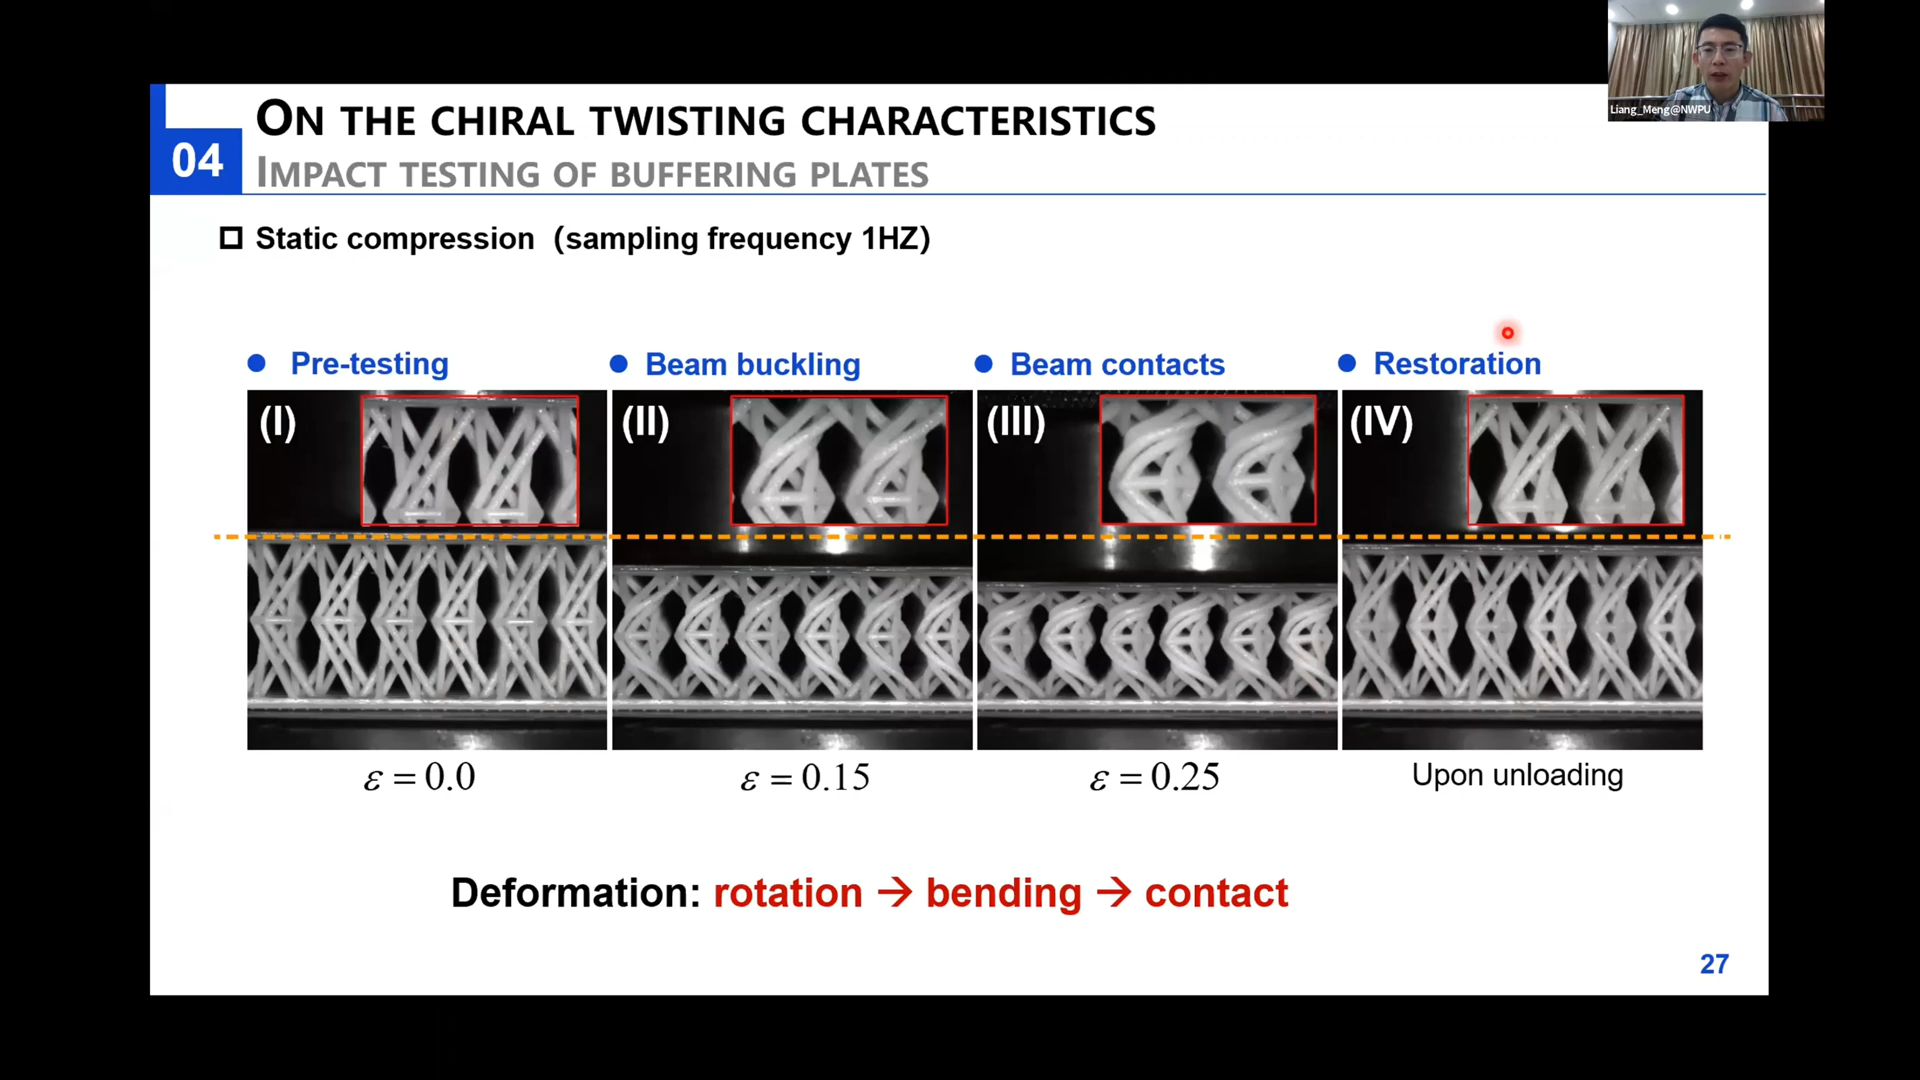 Liang_Meng@NWPU
04
ON THE CHIRAL TWISTING CHARACTERISTICS
IMPACT TESTING OF BUFFERING PLATES
Static compression (sampling frequency 1HZ)
Pre-testing
Beam buckling
Beam contacts
Restoration
(I)
(II)
(III)
(IV)
ε = 0.0
ε = 0.15
ε = 0.25
Upon unloading
Deformation: rotation → bending → contact
27